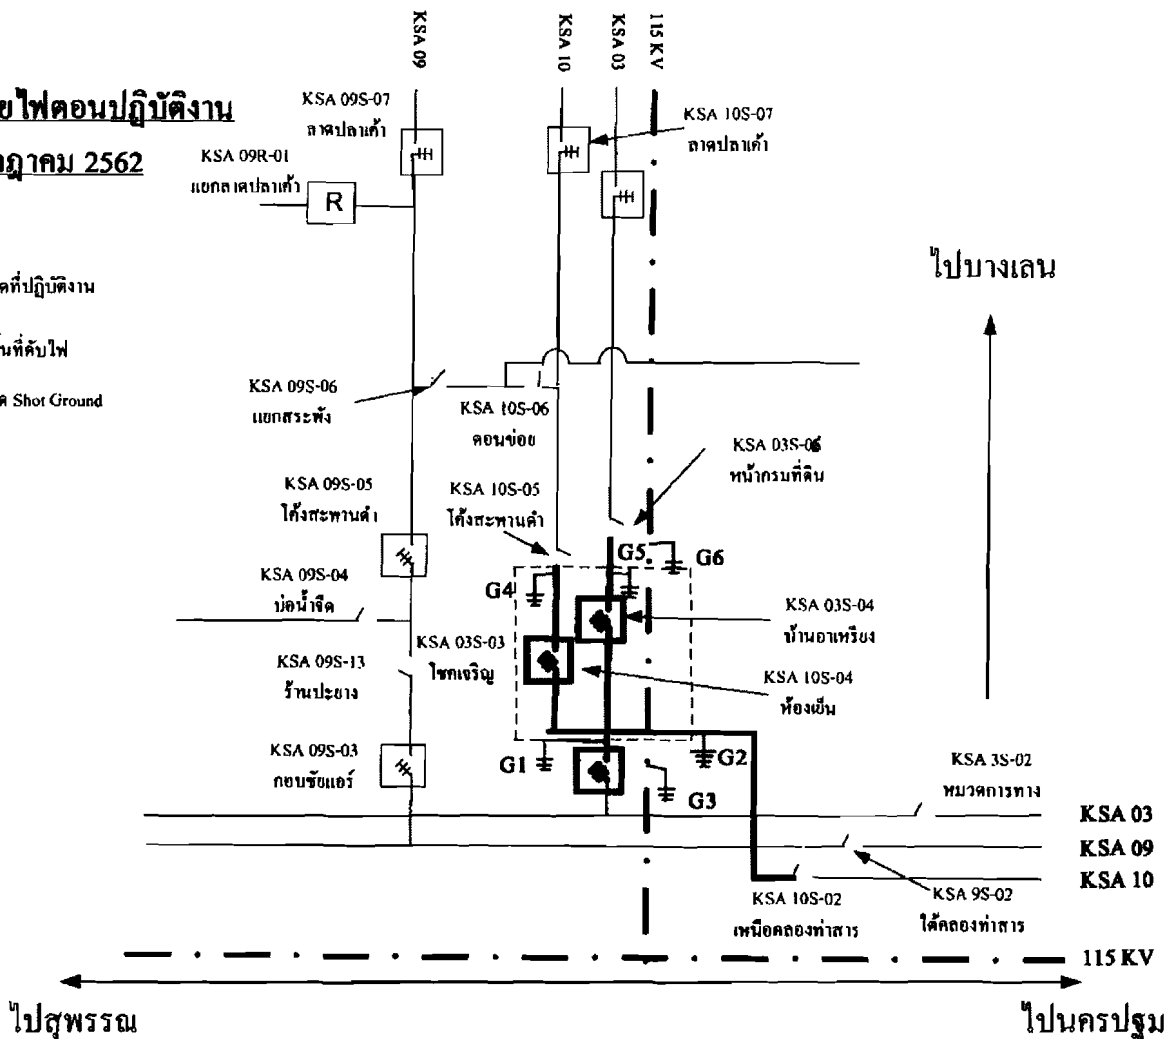 KSA 09
KSA 10
KSA 03
115 KV
ยไฟตอนปฏิบัติงาน
ฎาคม 2562
KSA 09S-07
ลาดปลาเค้า
KSA 10S-07
ลาดปลาเค้า
KSA 09R-01
แยกลาดปลาเค้า
R
ไปบางเลน
ดที่ปฏิบัติงาน
นที่ดับไฟ
ด Shot Ground
KSA 09S-06
แยกสระพัง
KSA 10S-06
ดอนข่อย
KSA 03S-06
หน้ากรมที่ดิน
KSA 09S-05
โค้งสะพานดำ
KSA 10S-05
โค้งสะพานดำ
G5
G6
G4
KSA 09S-04
บ่อน้ำจืด
KSA 03S-04
บ้านอาเหรียง
KSA 03S-03
โชคเจริญ
KSA 09S-13
ร้านปะยาง
KSA 10S-04
ห้องเย็น
KSA 09S-03
กอบชัยแอร์
G1
G2
G3
KSA 3S-02
หมวดการทาง
KSA 03
KSA 09
KSA 10
KSA 10S-02
เหนือคลองท่าสาร
KSA 9S-02
ใต้คลองท่าสาร
115 KV
ไปสุพรรณ
ไปนครปฐม